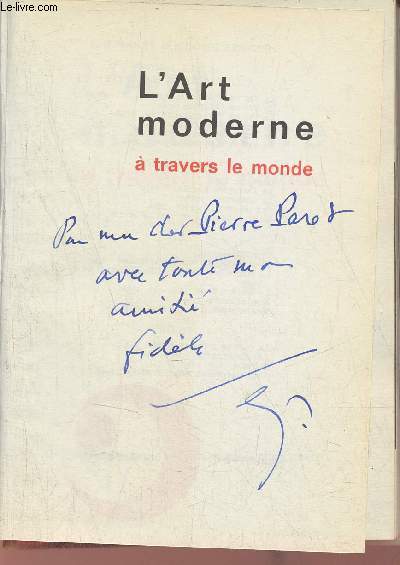 Le-livre.com
L'Art
moderne
à travers le monde
Pour mon cher Pierre Parot
avec toute mon
amitié
fidèle